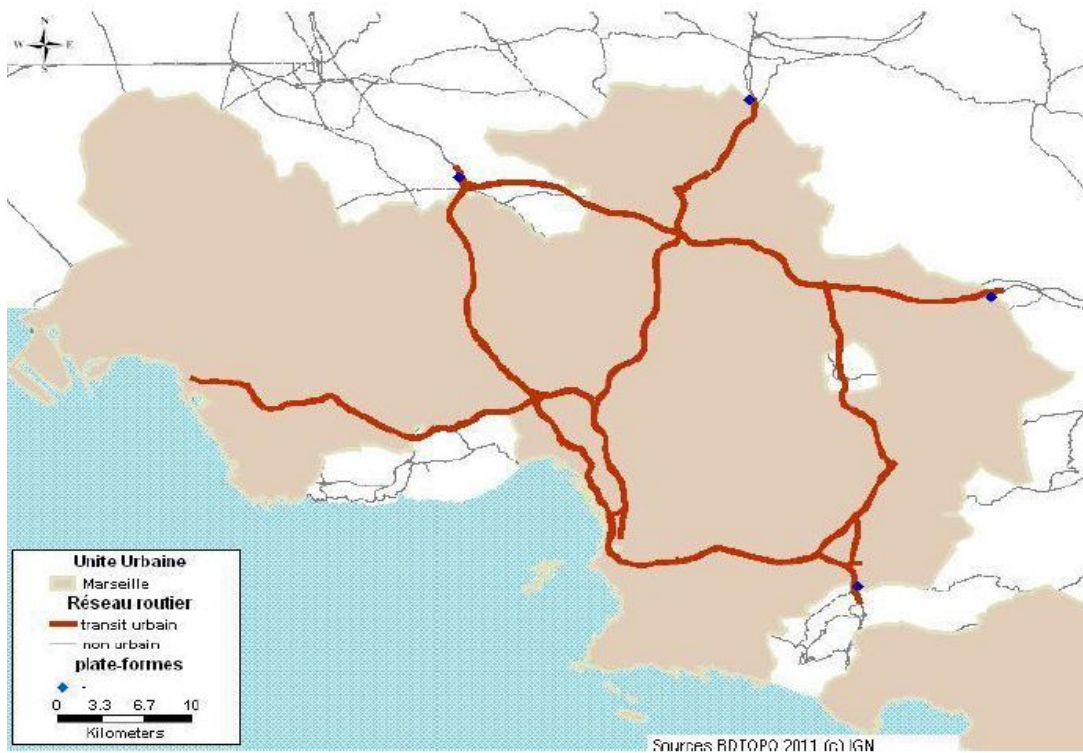 N
W E
S
Unite Urbaine
Marseille
Réseau routier
transit urbain
non urbain
plate-formes
-
0 3.3 6.7 10
Kilometers
Sources BDTOPO 2011 (c) IGN